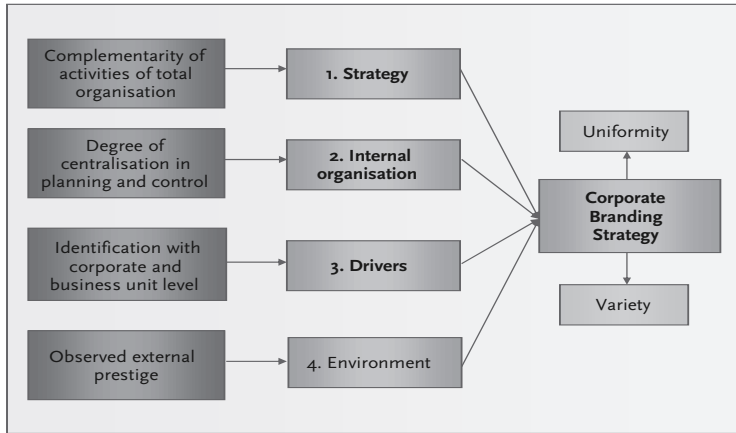 Complementarity of
activities of total
organisation
1. Strategy
Degree of
centralisation in
planning and control
2. Internal
organisation
Identification with
corporate and
business unit level
3. Drivers
Observed external
prestige
4. Environment
Uniformity
Corporate
Branding
Strategy
Variety